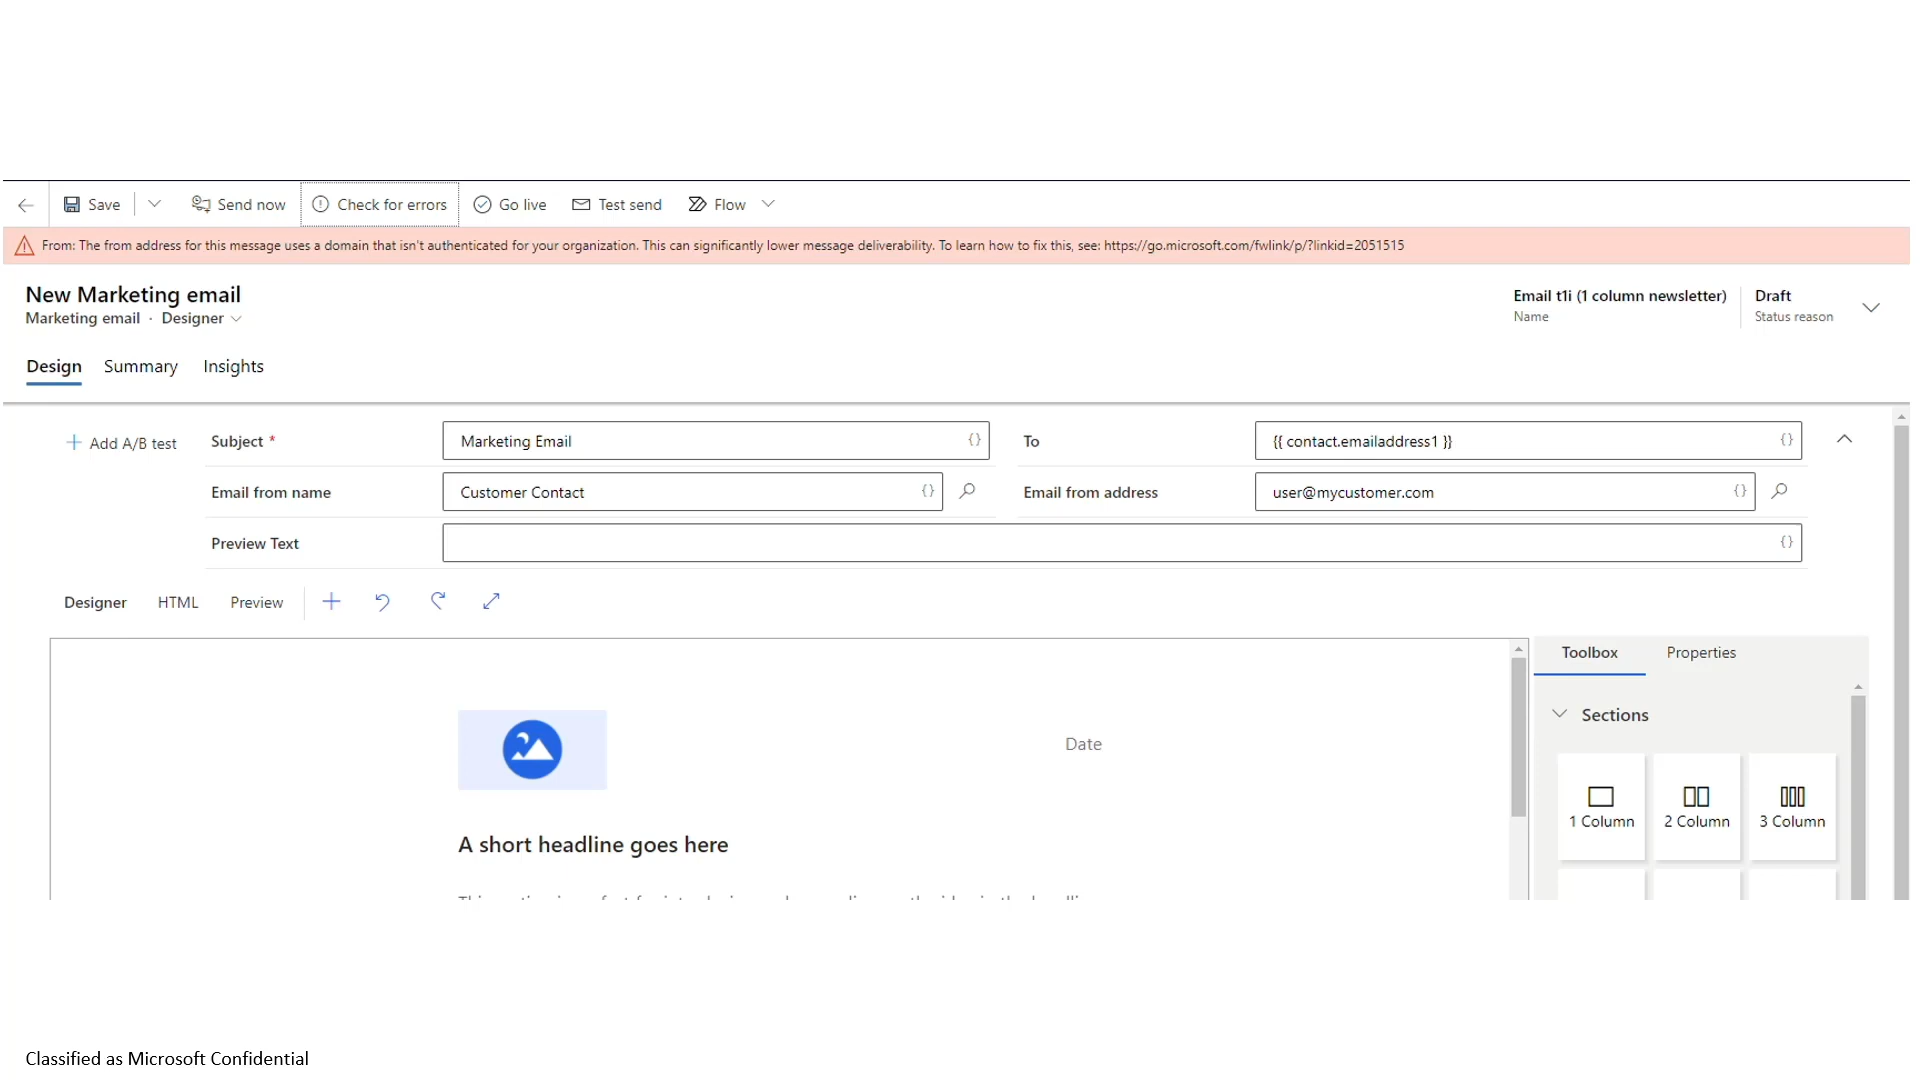 Save
Send now
Check for errors
Go live
Test send
Flow
From: The from address for this message uses a domain that isn't authenticated for your organization. This can significantly lower message deliverability. To learn how to fix this, see: https://go.microsoft.com/fwlink/p/?linkid=2051515
New Marketing email
Marketing email · Designer
Email t1i (1 column newsletter)
Name
Draft
Status reason
Design Summary Insights
Add A/B test
Subject *
Marketing Email {}
To
{{ contact.emailaddress1 }} {}
Email from name
Customer Contact {}
Email from address
user@mycustomer.com {}
Preview Text
{}
Designer HTML Preview
Toolbox Properties
Sections
Date
1 Column 2 Column 3 Column
A short headline goes here
Classified as Microsoft Confidential